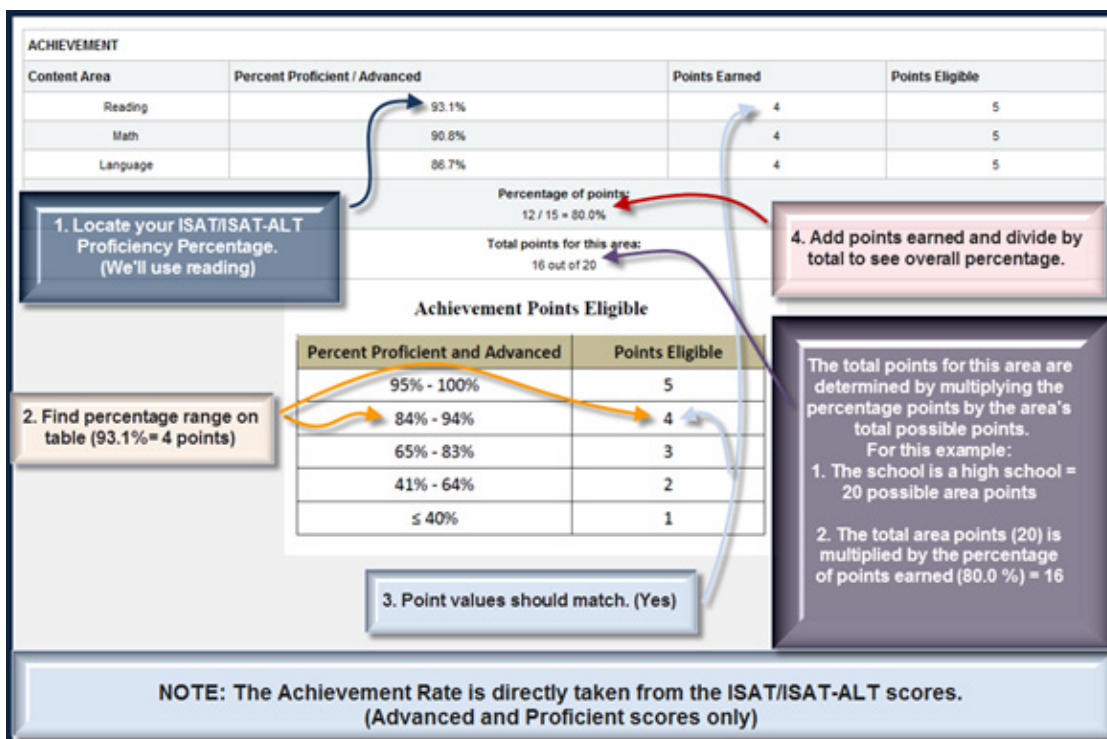 ACHIEVEMENT
Content Area Percent Proficient / Advanced Points Earned Points Eligible
Reading 93.1% 4 5
Math 90.8% 4 5
Language 86.7% 4 5
Percentage of points:
12 / 15 = 80.0%
Total points for this area:
16 out of 20
1. Locate your ISAT/ISAT-ALT
Proficiency Percentage.
(We'll use reading)
4. Add points earned and divide by
total to see overall percentage.
Achievement Points Eligible
Percent Proficient and Advanced Points Eligible
95% - 100% 5
84% - 94% 4
65% - 83% 3
41% - 64% 2
≤ 40% 1
2. Find percentage range on
table (93.1%= 4 points)
The total points for this area are
determined by multiplying the
percentage points by the area's
total possible points.
For this example:
1. The school is a high school =
20 possible area points
2. The total area points (20) is
multiplied by the percentage
of points earned (80.0 %) = 16
3. Point values should match. (Yes)
NOTE: The Achievement Rate is directly taken from the ISAT/ISAT-ALT scores.
(Advanced and Proficient scores only)